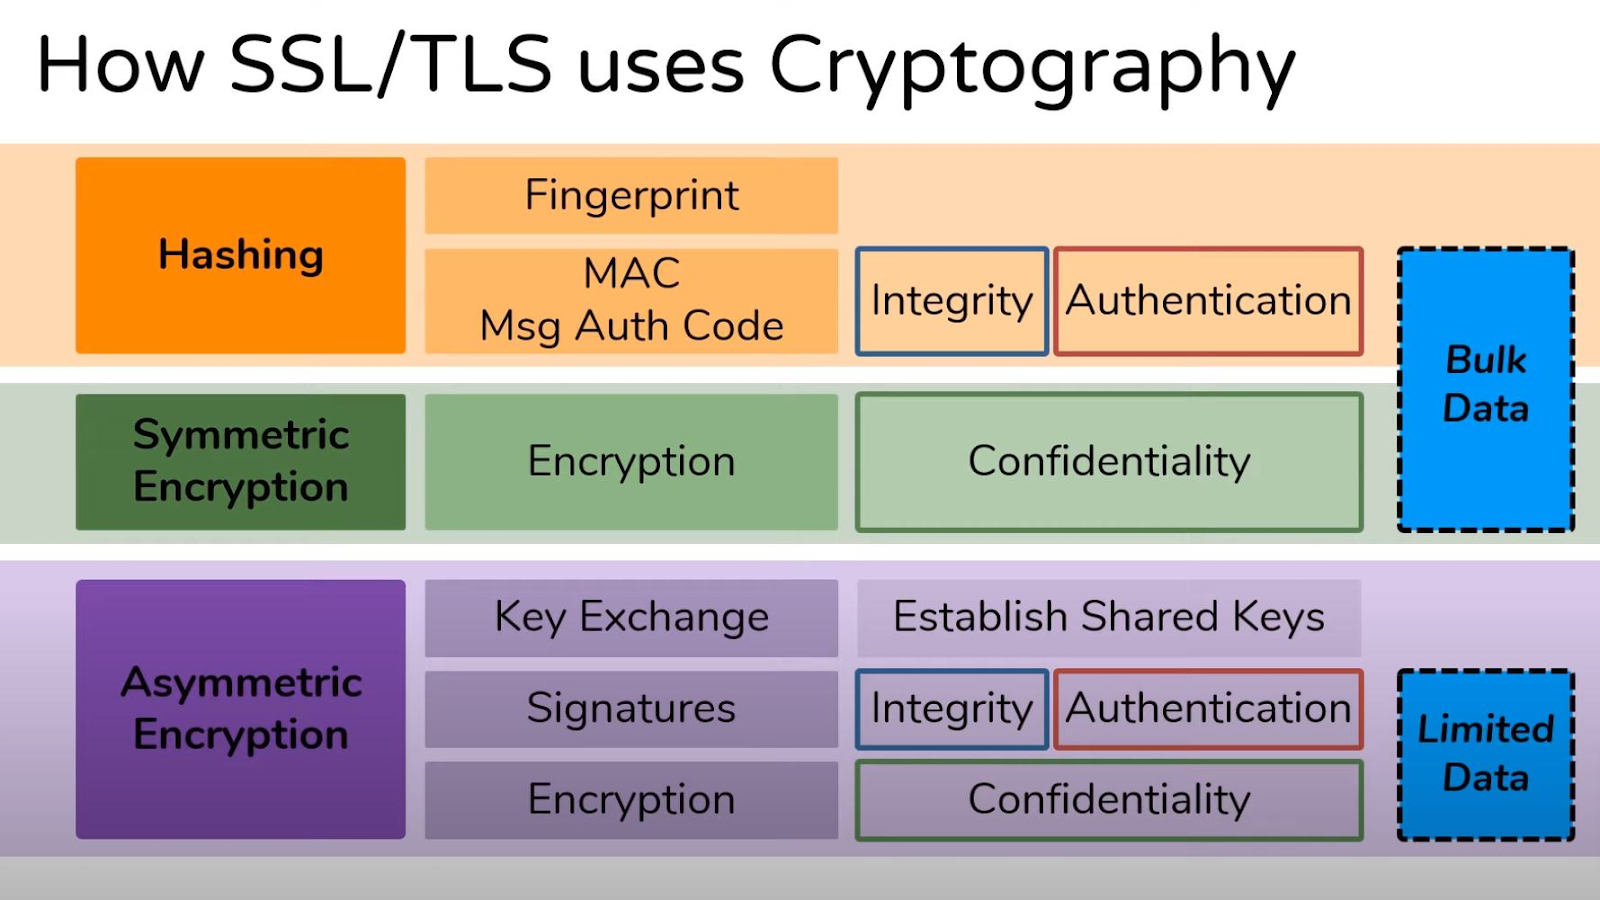 How SSL/TLS uses Cryptography
Hashing
Fingerprint
MAC
Msg Auth Code
Integrity
Authentication
Bulk
Data
Symmetric
Encryption
Encryption
Confidentiality
Asymmetric
Encryption
Key Exchange
Establish Shared Keys
Signatures
Integrity
Authentication
Encryption
Confidentiality
Limited
Data